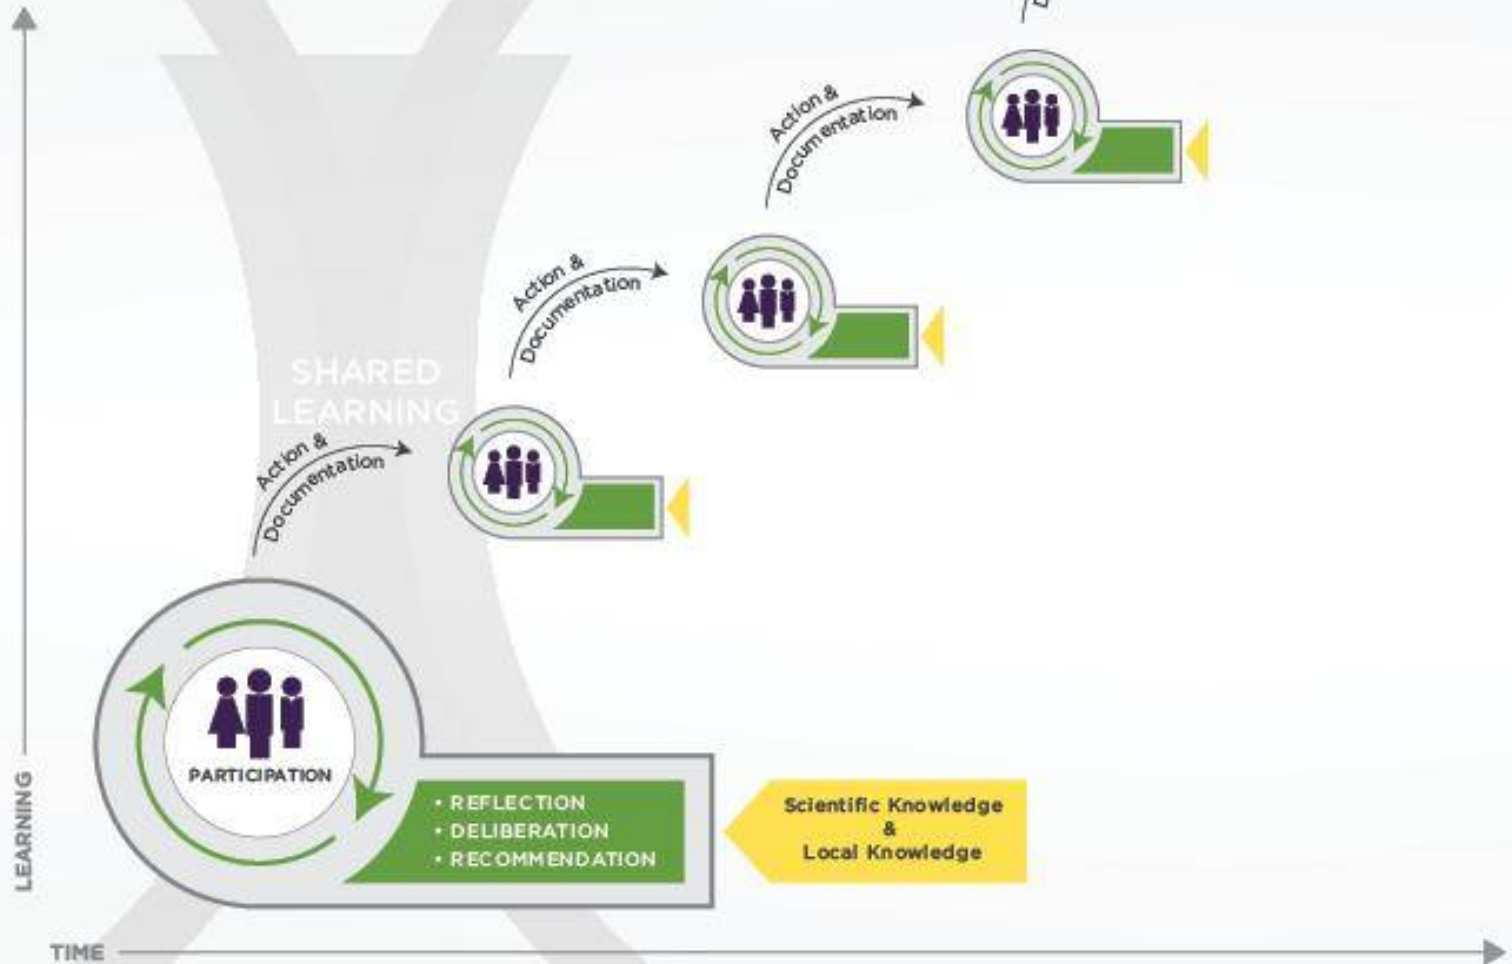 Action &
Documentation
Action &
Documentation
SHARED
LEARNING
Action &
Documentation
PARTICIPATION
• REFLECTION
• DELIBERATION
• RECOMMENDATION
Scientific Knowledge
&
Local Knowledge
LEARNING
TIME